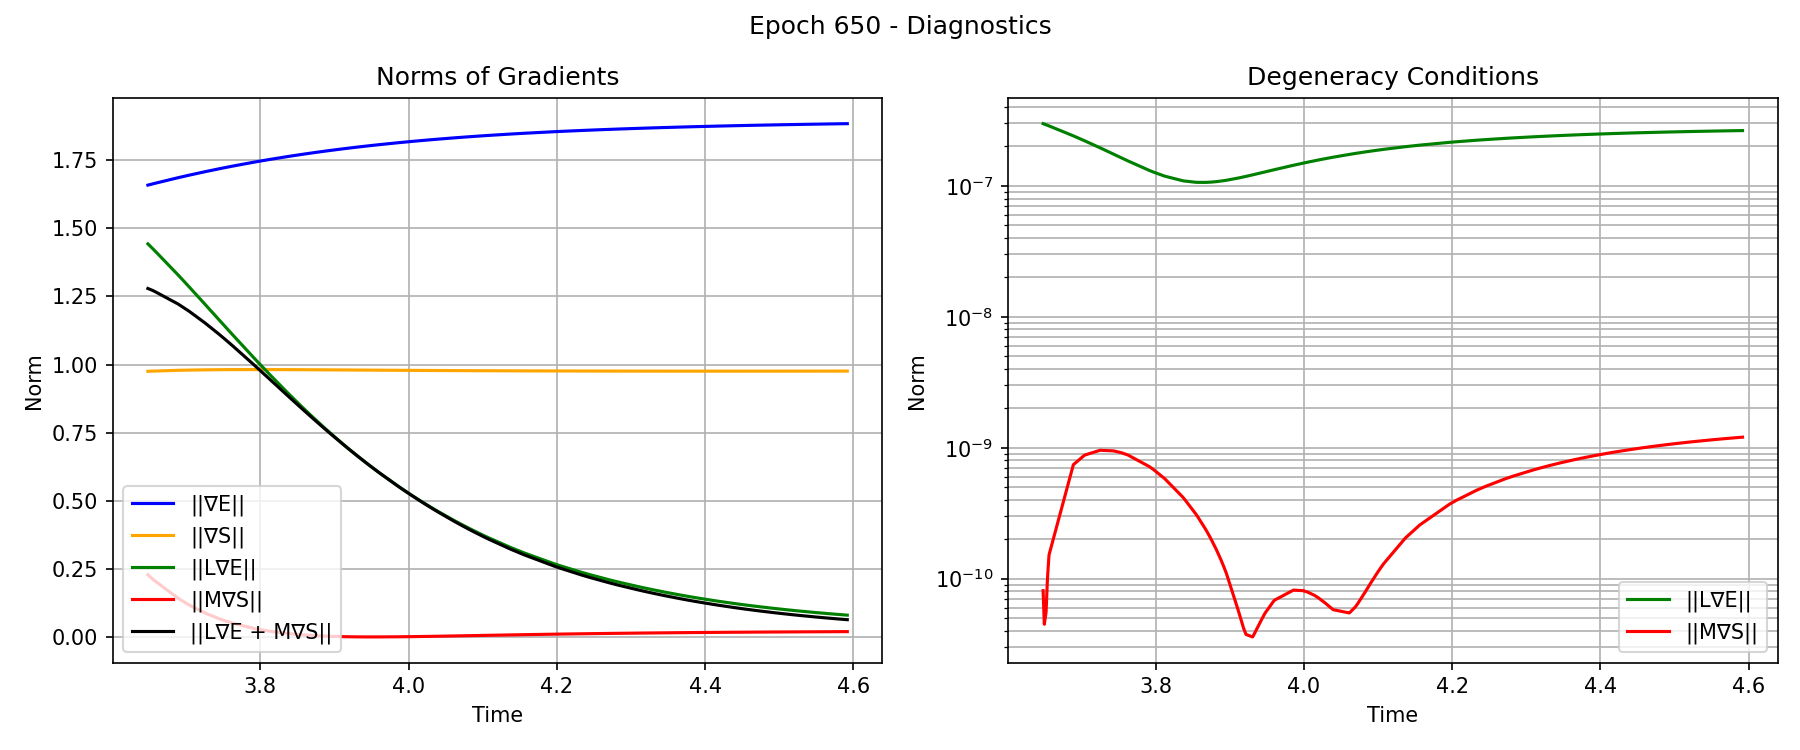 Epoch 650 - Diagnostics
Norms of Gradients
Norm
1.75
1.50
1.25
1.00
0.75
0.50
0.25
0.00
||∇E||
||∇S||
||L∇E||
||M∇S||
||L∇E + M∇S||
3.8 4.0 4.2 4.4 4.6
Time
Degeneracy Conditions
Norm
10⁻⁷
10⁻⁸
10⁻⁹
10⁻¹⁰
||L∇E||
||M∇S||
3.8 4.0 4.2 4.4 4.6
Time